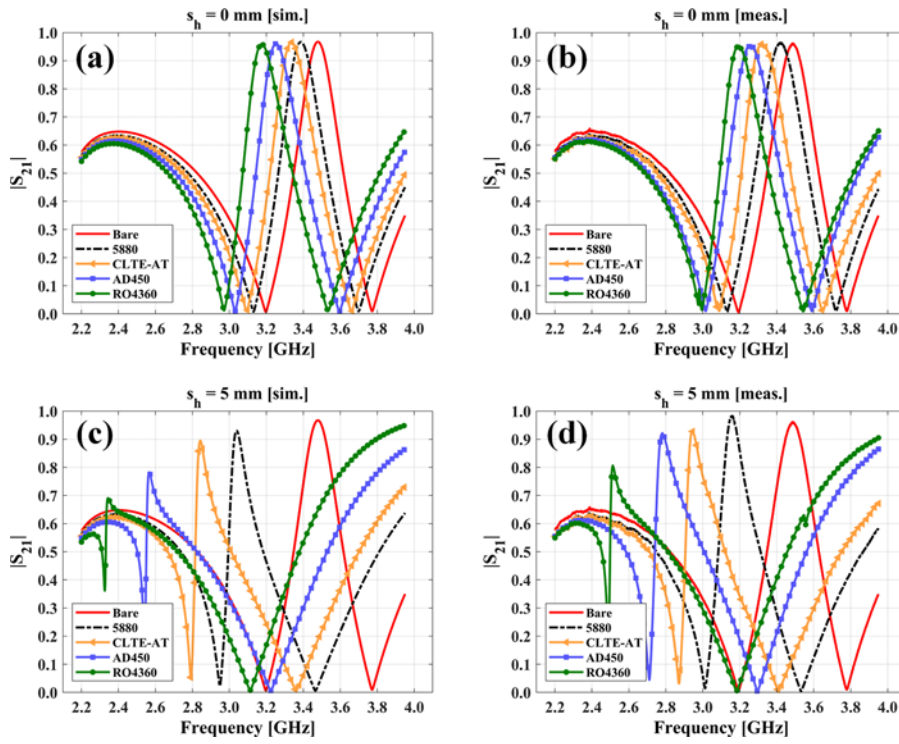 s_h = 0 mm [sim.]
(a)
1.0
0.9
0.8
0.7
0.6
0.5
0.4
0.3
0.2
0.1
0.0
|S_21|
Bare
5880
CLTE-AT
AD450
RO4360
2.2 2.4 2.6 2.8 3.0 3.2 3.4 3.6 3.8 4.0
Frequency [GHz]
s_h = 0 mm [meas.]
(b)
1.0
0.9
0.8
0.7
0.6
0.5
0.4
0.3
0.2
0.1
0.0
|S_21|
Bare
5880
CLTE-AT
AD450
RO4360
2.2 2.4 2.6 2.8 3.0 3.2 3.4 3.6 3.8 4.0
Frequency [GHz]
s_h = 5 mm [sim.]
(c)
1.0
0.9
0.8
0.7
0.6
0.5
0.4
0.3
0.2
0.1
0.0
|S_21|
Bare
5880
CLTE-AT
AD450
RO4360
2.2 2.4 2.6 2.8 3.0 3.2 3.4 3.6 3.8 4.0
Frequency [GHz]
s_h = 5 mm [meas.]
(d)
1.0
0.9
0.8
0.7
0.6
0.5
0.4
0.3
0.2
0.1
0.0
|S_21|
Bare
5880
CLTE-AT
AD450
RO4360
2.2 2.4 2.6 2.8 3.0 3.2 3.4 3.6 3.8 4.0
Frequency [GHz]